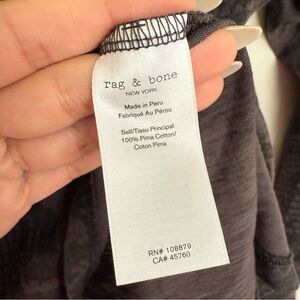 rag & bone
NEW YORK
Made in Peru
Fabriqué Au Pérou
Self/Tissu Principal
100% Pima Cotton/
Coton Pima
RN# 108879
CA# 45760